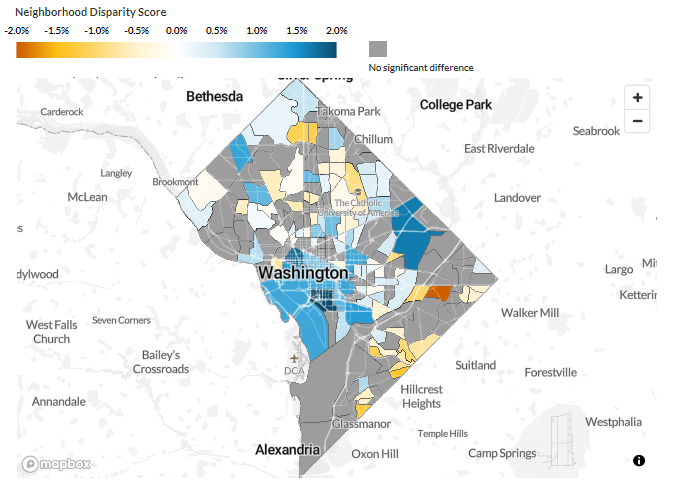 Neighborhood Disparity Score
-2.0% -1.5% -1.0% -0.5% 0.0% 0.5% 1.0% 1.5% 2.0%
No significant difference
Silver Spring
Bethesda
Takoma Park
College Park
Carderock
Chillum
Seabrook
East Riverdale
Langley
Brookmont
McLean
Landover
The Catholic
University of America
s
dylwood
Washington
Largo
Mit
Ketterin
Walker Mill
West Falls
Church
Seven Corners
Bailey's
Crossroads
DCA
Suitland
Forestville
Annandale
Hillcrest
Heights
Glassmanor
Westphalia
Temple Hills
Alexandria
Oxon Hill
Camp Springs
mapbox